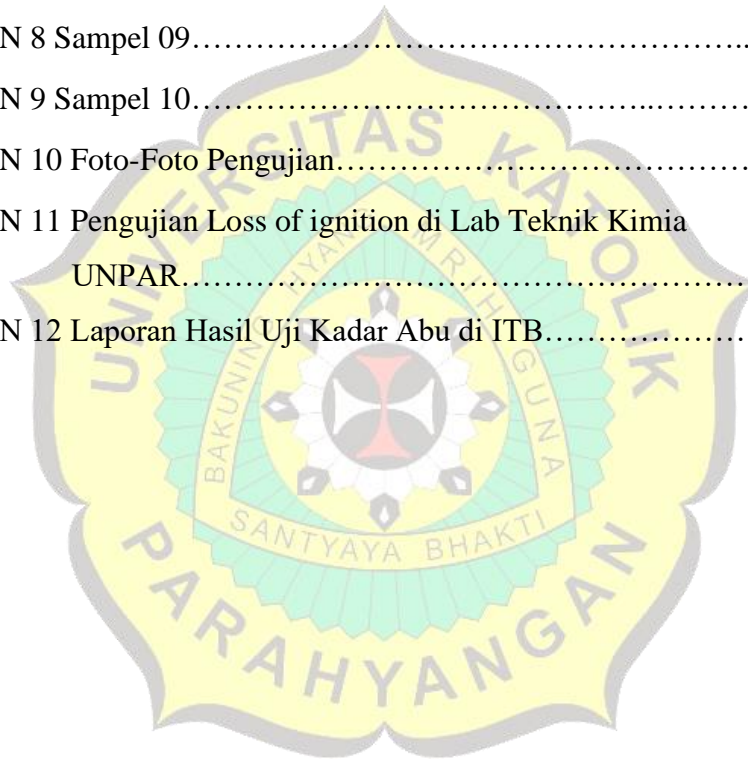 N 8 Sampel 09……………………………………………..
N 9 Sampel 10……………………………………..………
N 10 Foto-Foto Pengujian…………………………………
N 11 Pengujian Loss of ignition di Lab Teknik Kimia
UNPAR………………………………………………
N 12 Laporan Hasil Uji Kadar Abu di ITB………………
UNIVERSITAS KATOLIK
PARAHYANGAN
BAKUNING HYANG MRIH GUNA
SANTYAYA BHAKTI